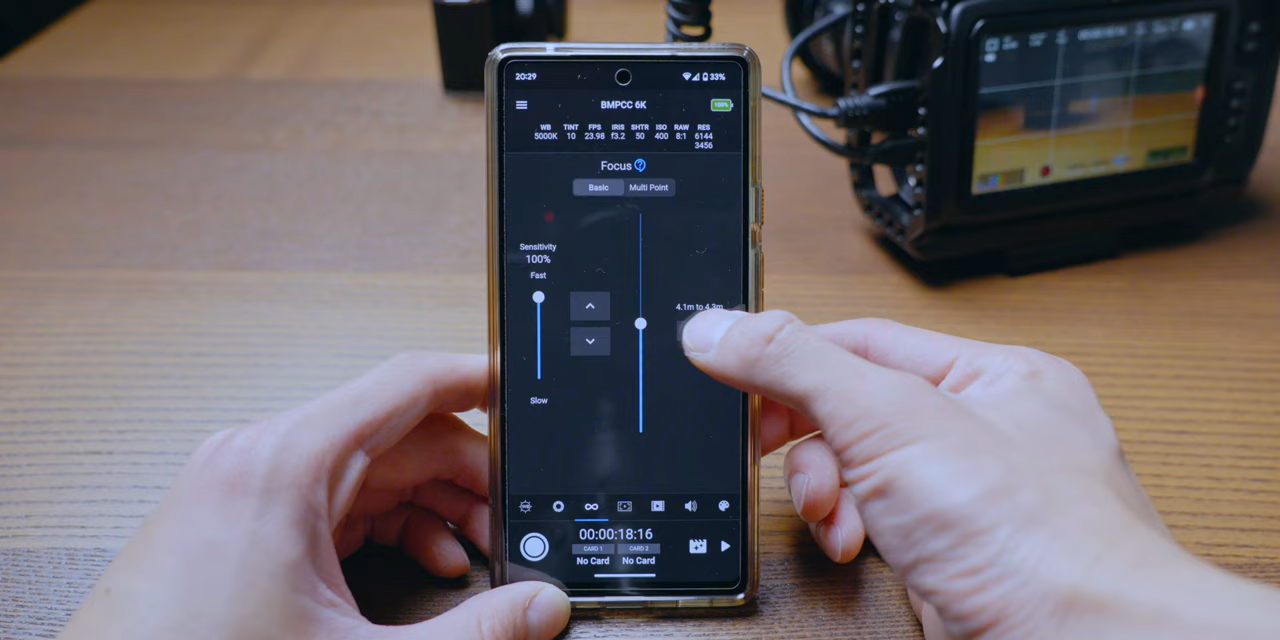 20:29 33%
BMPCC 6K 100%
WB TINT FPS IRIS SHTR ISO RAW RES
5000K 10 23.98 f3.2 50 400 8:1 6144
3456
Focus
Basic Multi Point
Sensitivity
100%
Fast
4.1m to 4.3m
Slow
00:00:18:16
CARD 1 CARD 2
No Card No Card